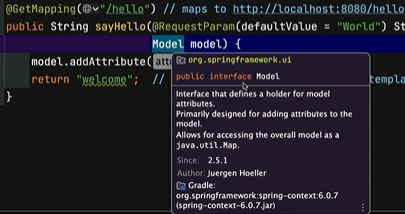 @GetMapping("/hello") // maps to http://localhost:8080/hello
public String sayHello(@RequestParam(defaultValue = "World") St
Model model) {
model.addAttribute(
return "welcome"; //
templa
}
org.springframework.ui
public interface Model
Interface that defines a holder for model
attributes.
Primarily designed for adding attributes to the
model.
Allows for accessing the overall model as a
java.util.Map.
Since: 2.5.1
Author: Juergen Hoeller
Gradle:
org.springframework:spring-context:6.0.7
(spring-context-6.0.7.jar)